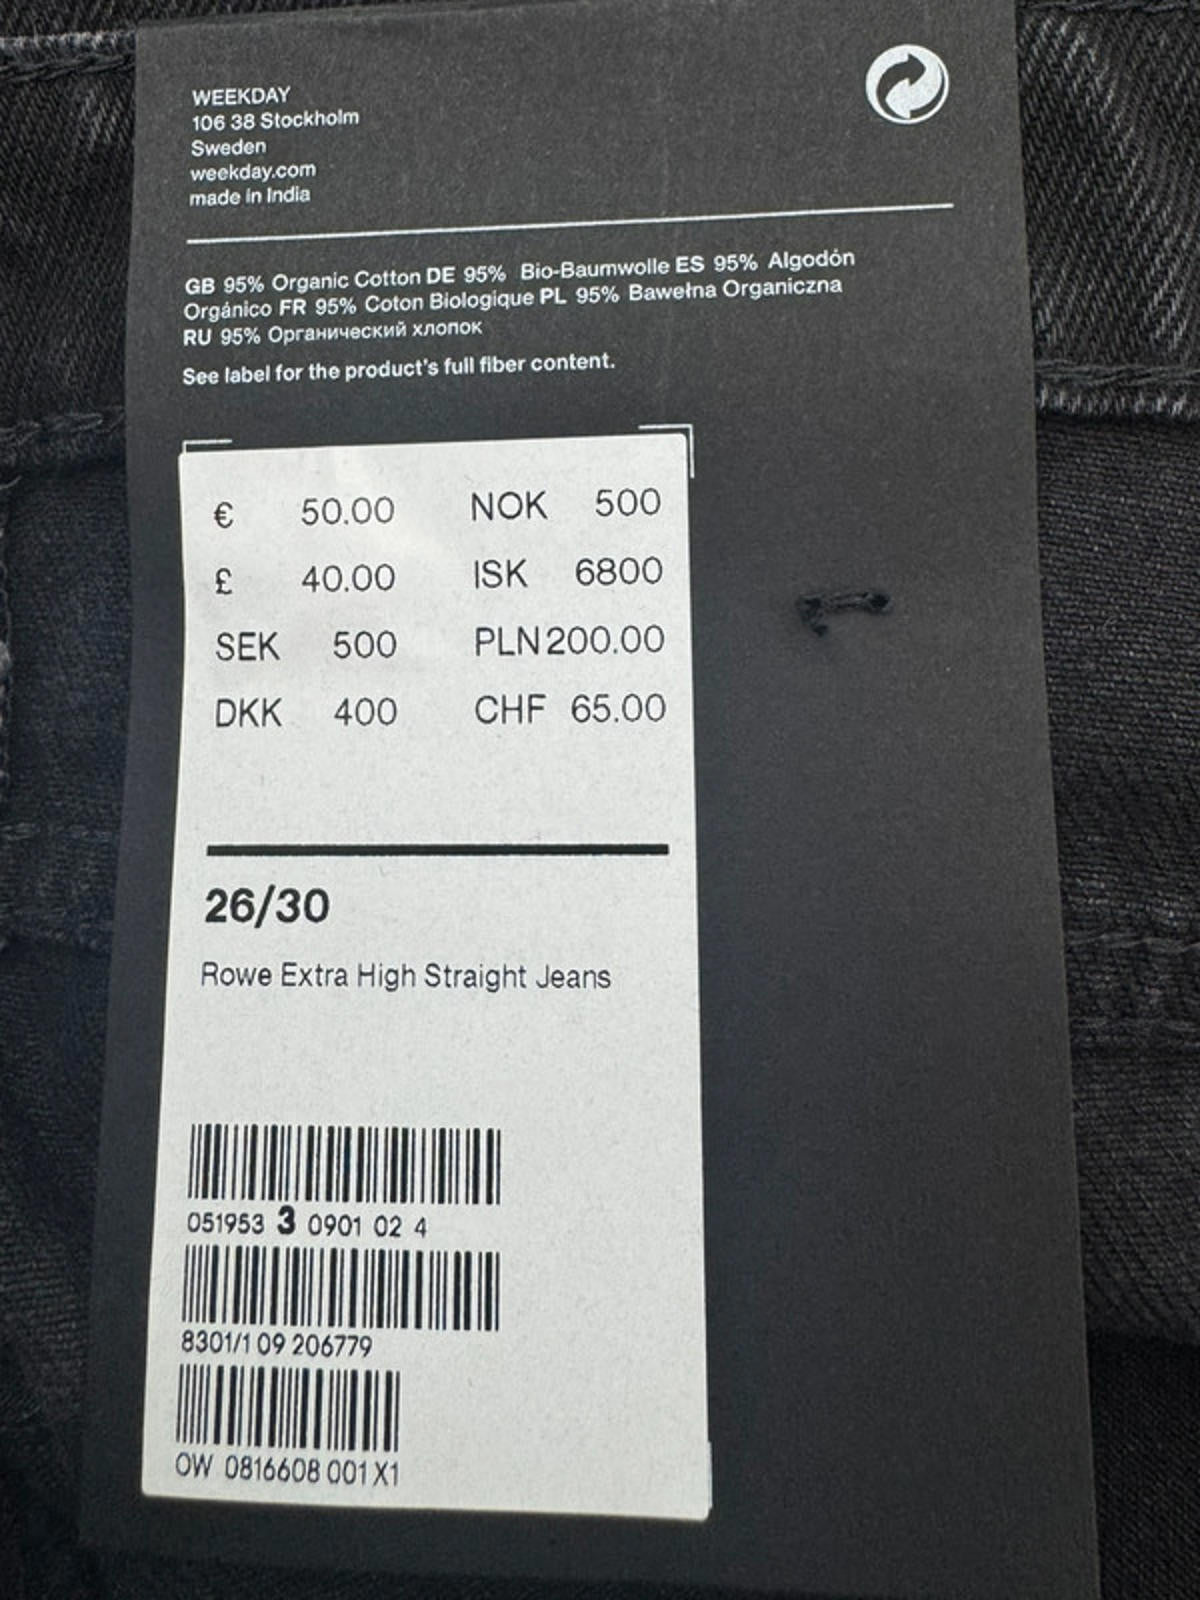 WEEKDAY
106 38 Stockholm
Sweden
weekday.com
made in India
GB 95% Organic Cotton DE 95% Bio-Baumwolle ES 95% Algodón
Orgánico FR 95% Coton Biologique PL 95% Bawełna Organiczna
RU 95% Органический хлопок
See label for the product's full fiber content.
€ 50.00 NOK 500
£ 40.00 ISK 6800
SEK 500 PLN 200.00
DKK 400 CHF 65.00
26/30
Rowe Extra High Straight Jeans
051953 3 0901 02 4
8301/1 09 206779
OW 0816608 001 X1